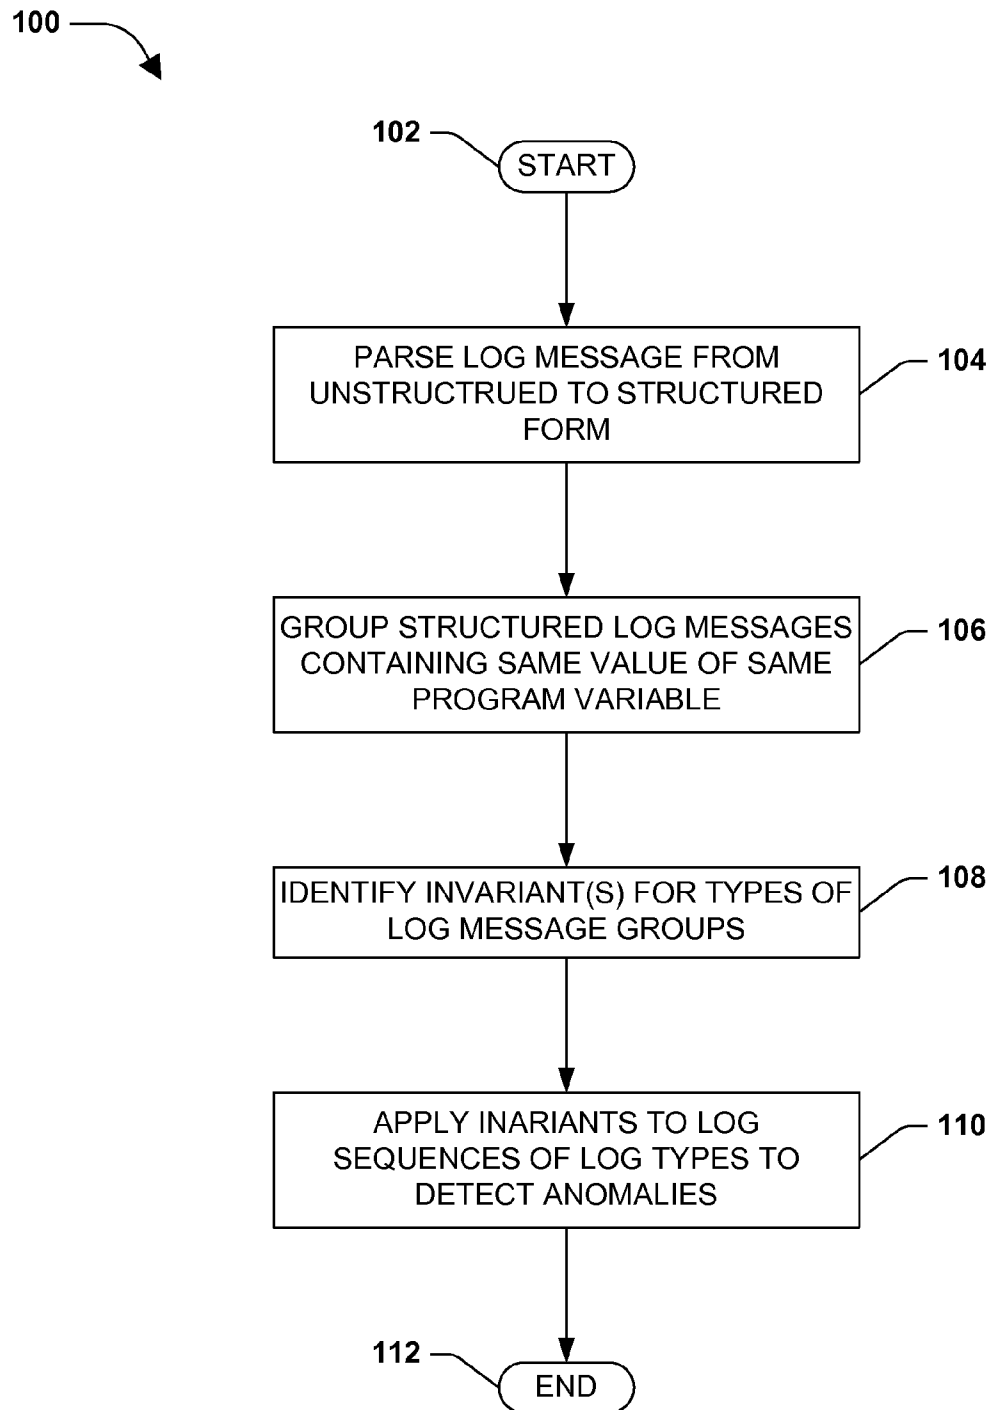 100
102
START
PARSE LOG MESSAGE FROM
UNSTRUCTRUED TO STRUCTURED
FORM
104
GROUP STRUCTURED LOG MESSAGES
CONTAINING SAME VALUE OF SAME
PROGRAM VARIABLE
106
IDENTIFY INVARIANT(S) FOR TYPES OF
LOG MESSAGE GROUPS
108
APPLY INARIANTS TO LOG
SEQUENCES OF LOG TYPES TO
DETECT ANOMALIES
110
112
END